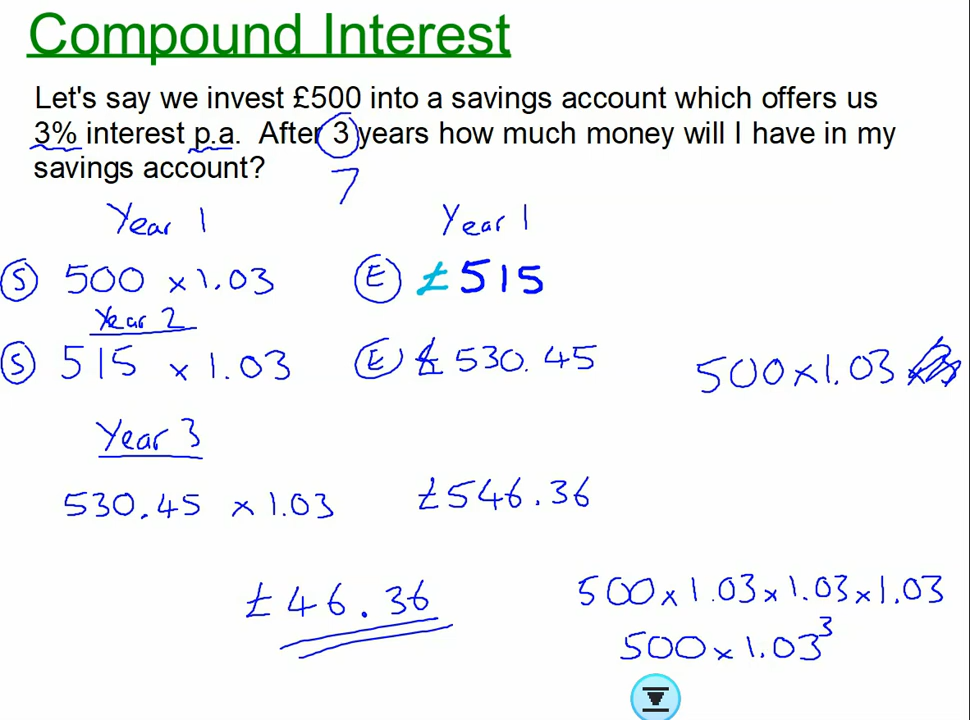 Compound Interest
Let's say we invest £500 into a savings account which offers us
3% interest p.a. After 3 years how much money will I have in my
savings account?
7
Year 1 Year 1
S 500 x 1.03 E £515
Year 2
S 515 x 1.03 E £530.45 500 x 1.03
Year 3
530.45 x 1.03 £546.36
£46.36 500 x 1.03 x 1.03 x 1.03
500 x 1.03³